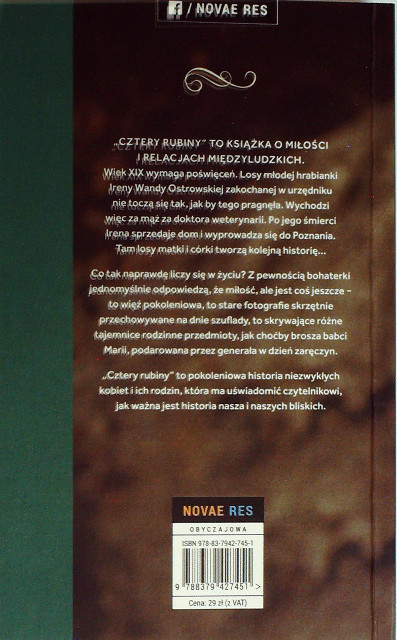 f / NOVAE RES
„CZTERY RUBINY” TO KSIĄŻKA O MIŁOŚCI
I RELACJACH MIĘDZYLUDZKICH.
Wiek XIX wymaga poświęceń. Losy młodej hrabianki
Ireny Wandy Ostrowskiej zakochanej w urzędniku
nie toczą się tak, jak by tego pragnęła. Wychodzi
więc za mąż za doktora weterynarii. Po jego śmierci
Irena sprzedaje dom i wyprowadza się do Poznania.
Tam losy matki i córki tworzą kolejną historię...
Co tak naprawdę liczy się w życiu? Z pewnością bohaterki
jednomyślnie odpowiedzą, że miłość, ale jest coś jeszcze –
to więź pokoleniowa, to stare fotografie skrzętnie
przechowywane na dnie szuflady, to skrywające różne
tajemnice rodzinne przedmioty, jak choćby brosza babci
Marii, podarowana przez generała w dzień zaręczyn.
„Cztery rubiny” to pokoleniowa historia niezwykłych
kobiet i ich rodzin, która ma uświadomić czytelnikowi,
jak ważna jest historia nasza i naszych bliskich.
NOVAE RES
OBYCZAJOWA
ISBN 978-83-7942-745-1
9 788379 427451 >
Cena: 29 zł (z VAT)